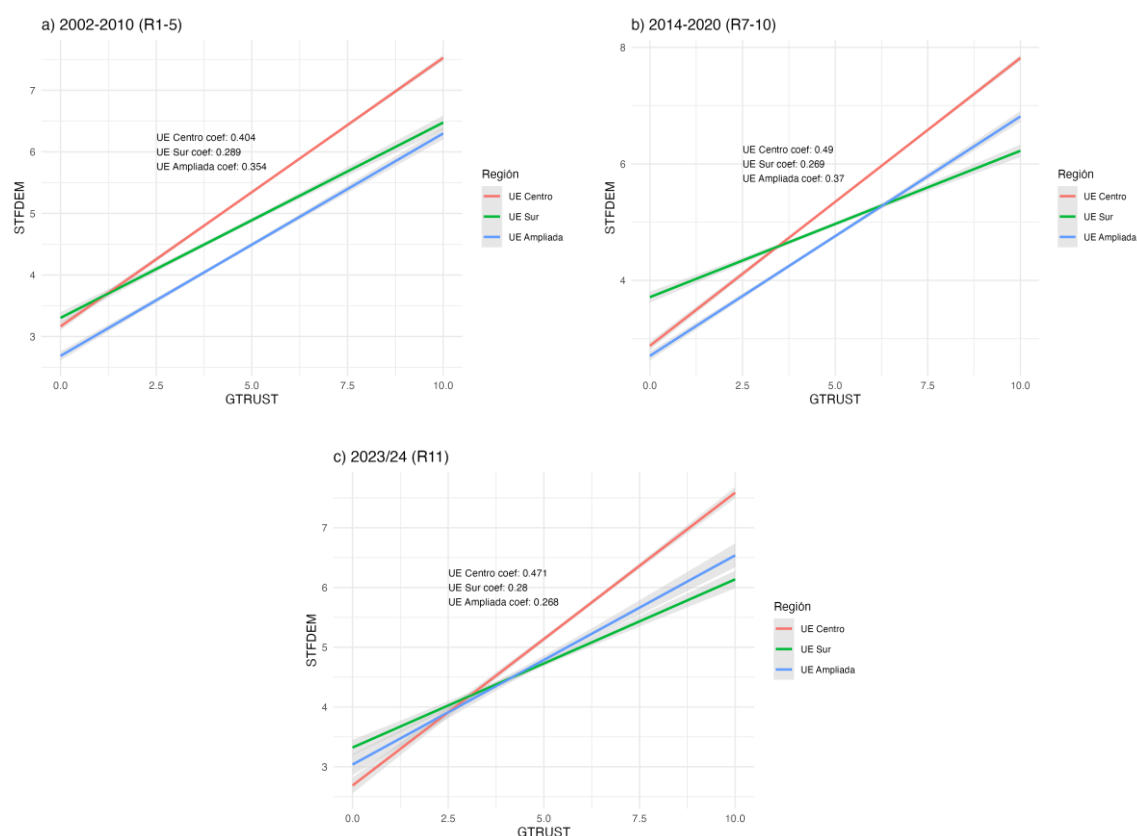 a) 2002-2010 (R1-5)
7
6
5
4
3
STFDEM
UE Centro coef: 0.404
UE Sur coef: 0.289
UE Ampliada coef: 0.354
0.0 2.5 5.0 7.5 10.0
GTRUST
Región
UE Centro
UE Sur
UE Ampliada
b) 2014-2020 (R7-10)
8
6
4
STFDEM
UE Centro coef: 0.49
UE Sur coef: 0.269
UE Ampliada coef: 0.37
0.0 2.5 5.0 7.5 10.0
GTRUST
Región
UE Centro
UE Sur
UE Ampliada
c) 2023/24 (R11)
7
6
5
4
3
STFDEM
UE Centro coef: 0.471
UE Sur coef: 0.28
UE Ampliada coef: 0.268
0.0 2.5 5.0 7.5 10.0
GTRUST
Región
UE Centro
UE Sur
UE Ampliada